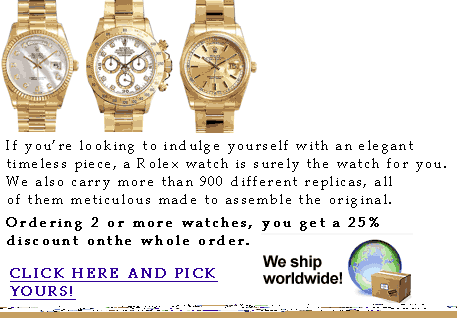 If you're looking to indulge yourself with an elegant
timeless piece, a Rolex watch is surely the watch for you.
We also carry more than 900 different replicas, all
of them meticulous made to assemble the original.
Ordering 2 or more watches, you get a 25%
discount onthe whole order.
CLICK HERE AND PICK
YOURS!
We ship
worldwide!